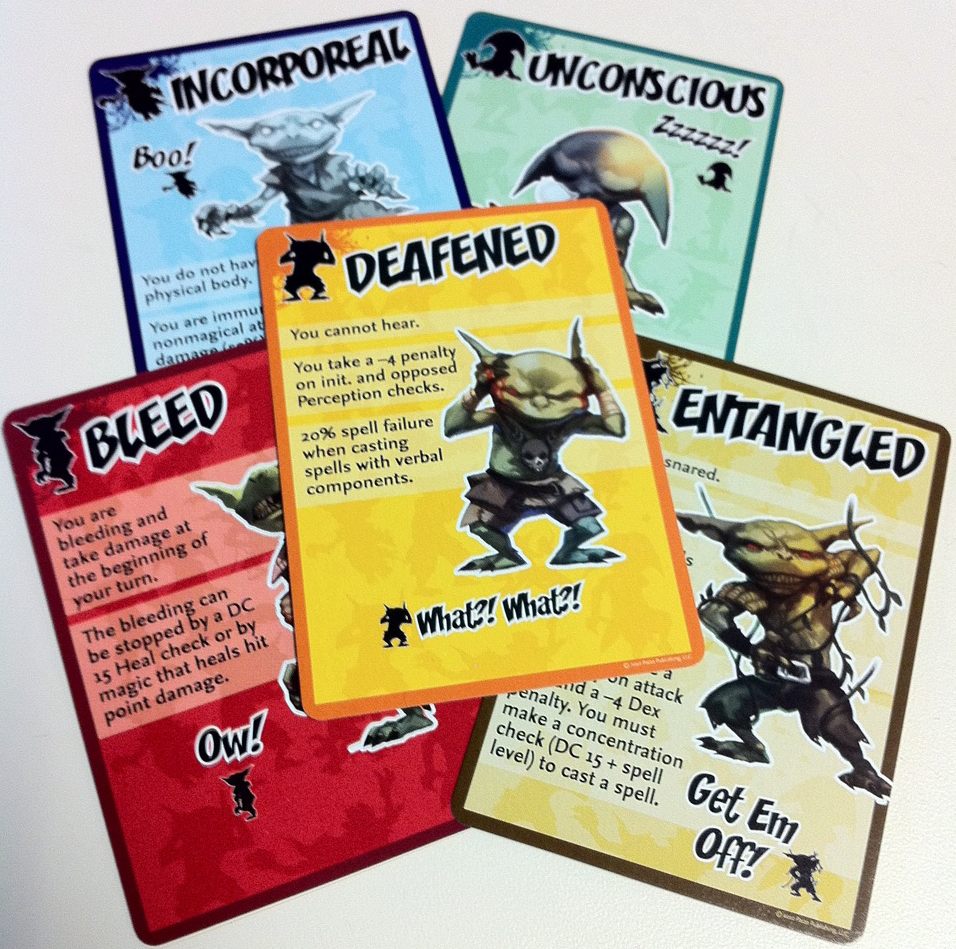 INCORPOREAL
Boo!
You do not
physical body.
You are
nonmagical
damage
UNCONSCIOUS
Zzzzzz!
DEAFENED
You cannot hear.
You take a –4 penalty
on init. and opposed
Perception checks.
20% spell failure
when casting
spells with verbal
components.
What?! What?!
BLEED
You are
bleeding and
take damage at
the beginning of
your turn.
The bleeding can
be stopped by a DC
15 Heal check or by
magic that heals hit
point damage.
Ow!
ENTANGLED
snared.
a
on attack
and a –4 Dex
penalty. You must
make a concentration
check (DC 15 + spell
level) to cast a spell.
Get Em
Off!